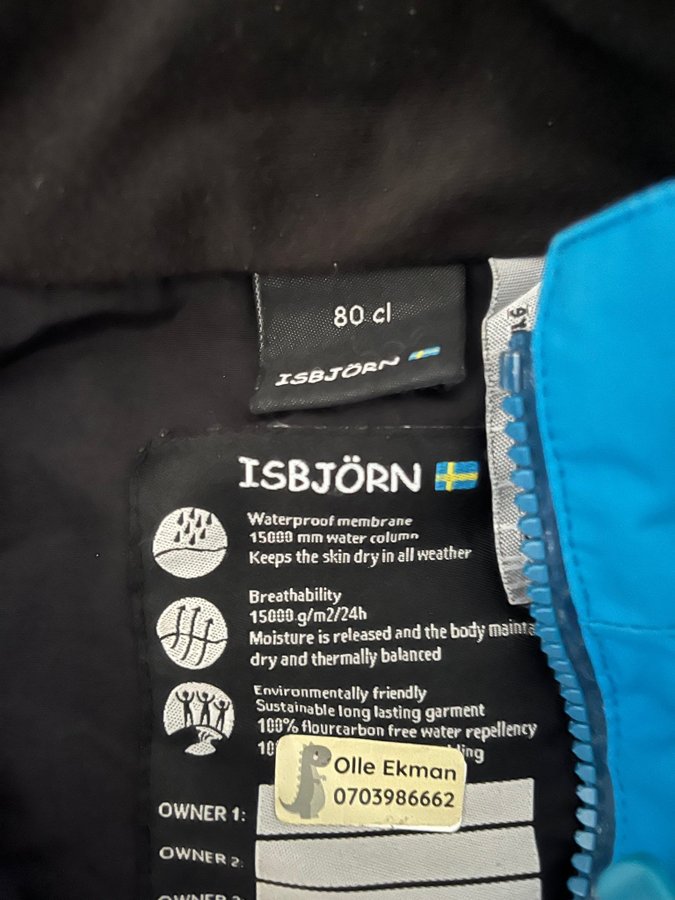 80 cl
ISBJÖRN
ISBJÖRN
Waterproof membrane
15000 mm water column
Keeps the skin dry in all weather
Breathability
15000 g/m2/24h
Moisture is released and the body
dry and thermally balanced
Environmentally friendly
Sustainable long lasting garment
100% flourcarbon free water repellency
Olle Ekman
0703986662
OWNER 1:
OWNER 2: